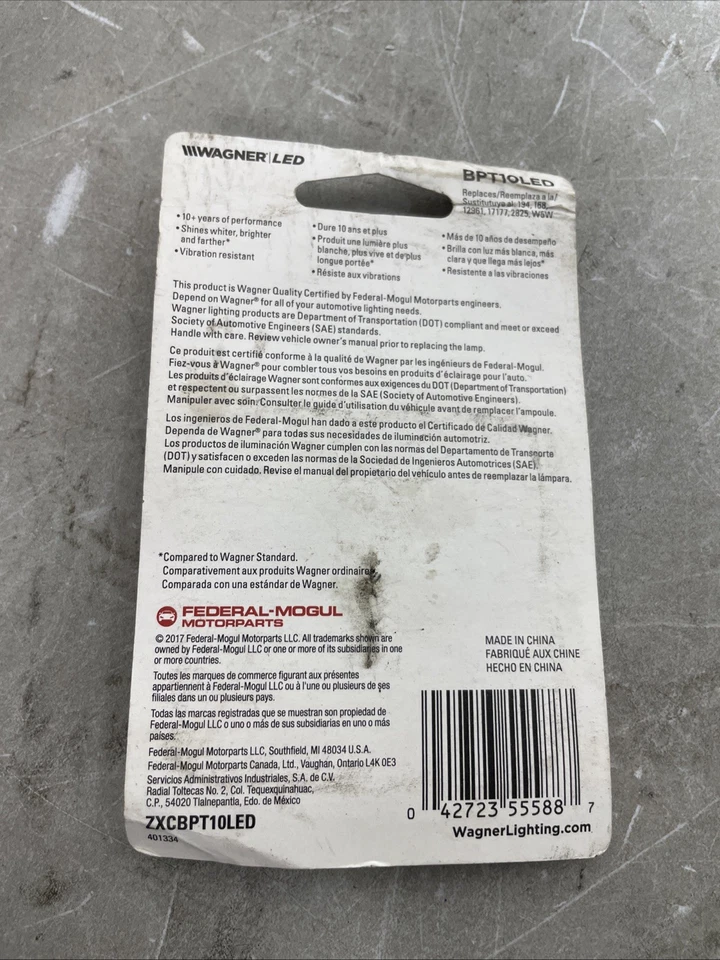 WAGNER | LED
BPT10LED
Replaces/Reemplaza a la/
Sustitutuye al: 194, 168,
12961, 17177, 2825, W5W
• 10+ years of performance
• Shines whiter, brighter
and farther*
• Vibration resistant
• Dure 10 ans et plus
• Produit une lumière plus
blanche, plus vive et de plus
longue portée*
• Résiste aux vibrations
• Más de 10 años de desempeño
• Brilla con luz más blanca, más
clara y que llega más lejos*
• Resistente a las vibraciones
This product is Wagner Quality Certified by Federal-Mogul Motorparts engineers.
Depend on Wagner® for all of your automotive lighting needs.
Wagner lighting products are Department of Transportation (DOT) compliant and meet or exceed
Society of Automotive Engineers (SAE) standards.
Handle with care. Review vehicle owner's manual prior to replacing the lamp.
Ce produit est certifié conforme à la qualité de Wagner par les ingénieurs de Federal-Mogul.
Fiez-vous à Wagner® pour combler tous vos besoins en produits d'éclairage pour l'auto.
Les produits d'éclairage Wagner sont conformes aux exigences du DOT (Department of Transportation)
et respectent ou surpassent les normes de la SAE (Society of Automotive Engineers).
Manipuler avec soin. Consulter le guide d'utilisation du véhicule avant de remplacer l'ampoule.
Los ingenieros de Federal-Mogul han dado a este producto el Certificado de Calidad Wagner.
Dependa de Wagner® para todas sus necesidades de iluminación automotriz.
Los productos de iluminación Wagner cumplen con las normas del Departamento de Transporte
(DOT) y satisfacen o exceden las normas de la Sociedad de Ingenieros Automotrices (SAE).
Manipule con cuidado. Revise el manual del propietario del vehículo antes de reemplazar la lámpara.
*Compared to Wagner Standard.
Comparativement aux produits Wagner ordinaires.
Comparada con una estándar de Wagner.
FEDERAL-MOGUL
MOTORPARTS
© 2017 Federal-Mogul Motorparts LLC. All trademarks shown are
owned by Federal-Mogul LLC or one or more of its subsidiaries in one
or more countries.
Toutes les marques de commerce figurant aux présentes
appartiennent à Federal-Mogul LLC ou à l'une ou plusieurs de ses
filiales dans un ou plusieurs pays.
Todas las marcas registradas que se muestran son propiedad de
Federal-Mogul LLC o uno o más de sus subsidiarias en uno o más
países.
Federal-Mogul Motorparts LLC, Southfield, MI 48034 U.S.A.
Federal-Mogul Motorparts Canada, Ltd., Vaughan, Ontario L4K 0E3
Servicios Administrativos Industriales, S.A. de C.V.
Radial Toltecas No. 2, Col. Tequexquinahuac,
C.P., 54020 Tlalnepantla, Edo. de México
ZXCBPT10LED
401334
MADE IN CHINA
FABRIQUÉ AUX CHINE
HECHO EN CHINA
0 42723 55588 7
WagnerLighting.com